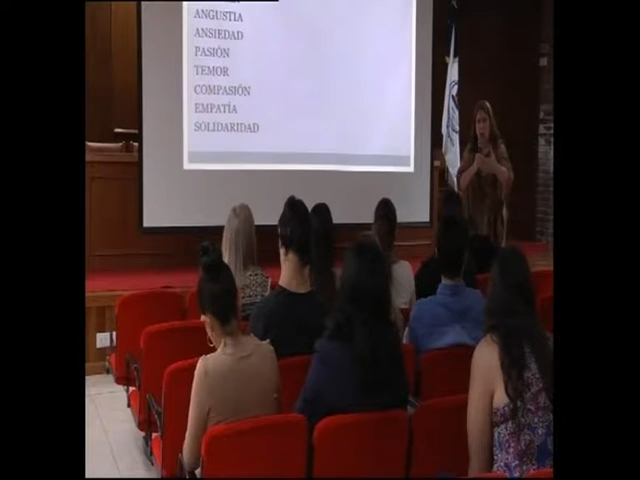 ANGUSTIA
ANSIEDAD
PASIÓN
TEMOR
COMPASIÓN
EMPATÍA
SOLIDARIDAD